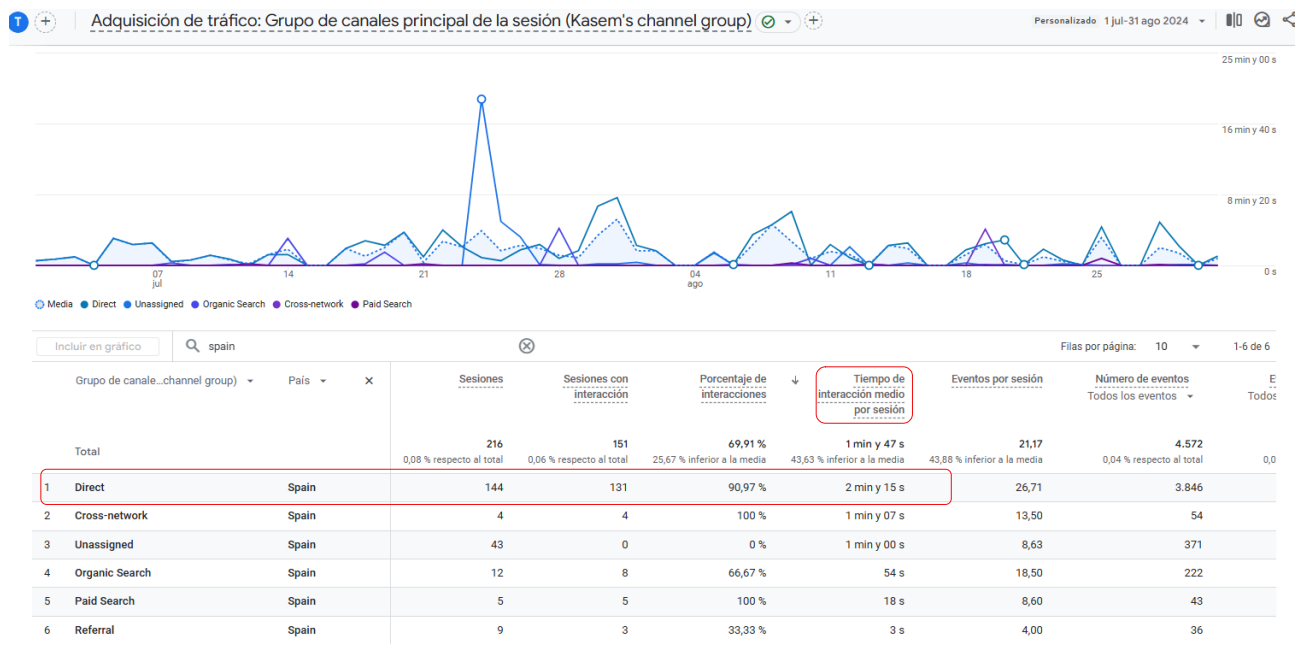 T
Adquisición de tráfico: Grupo de canales principal de la sesión (Kasem's channel group)
Personalizado 1 jul-31 ago 2024
25 min y 00 s
16 min y 40 s
8 min y 20 s
0 s
07 14 21 28 04 11 18 25
jul ago
Media Direct Unassigned Organic Search Cross-network Paid Search
Incluir en gráfico spain Filas por página: 10 1-6 de 6
Grupo de canale...channel group) País Sesiones Sesiones con interacción Porcentaje de interacciones Tiempo de interacción medio por sesión Eventos por sesión Número de eventos E
Todos los eventos Todos
Total 216 151 69,91 % 1 min y 47 s 21,17 4.572
0,08 % respecto al total 0,06 % respecto al total 25,67 % inferior a la media 43,63 % inferior a la media 43,88 % inferior a la media 0,04 % respecto al total 0,0
1 Direct Spain 144 131 90,97 % 2 min y 15 s 26,71 3.846
2 Cross-network Spain 4 4 100 % 1 min y 07 s 13,50 54
3 Unassigned Spain 43 0 0 % 1 min y 00 s 8,63 371
4 Organic Search Spain 12 8 66,67 % 54 s 18,50 222
5 Paid Search Spain 5 5 100 % 18 s 8,60 43
6 Referral Spain 9 3 33,33 % 3 s 4,00 36